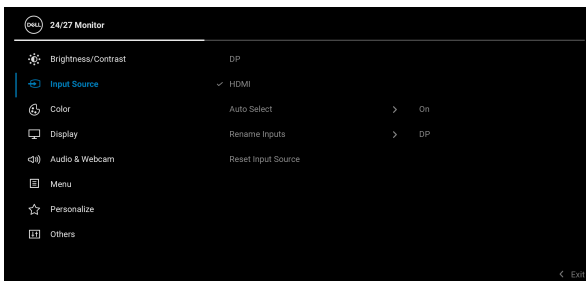 DELL 24/27 Monitor
Brightness/Contrast DP
Input Source HDMI
Color Auto Select On
Display Rename Inputs DP
Audio & Webcam Reset Input Source
Menu
Personalize
Others
Exit